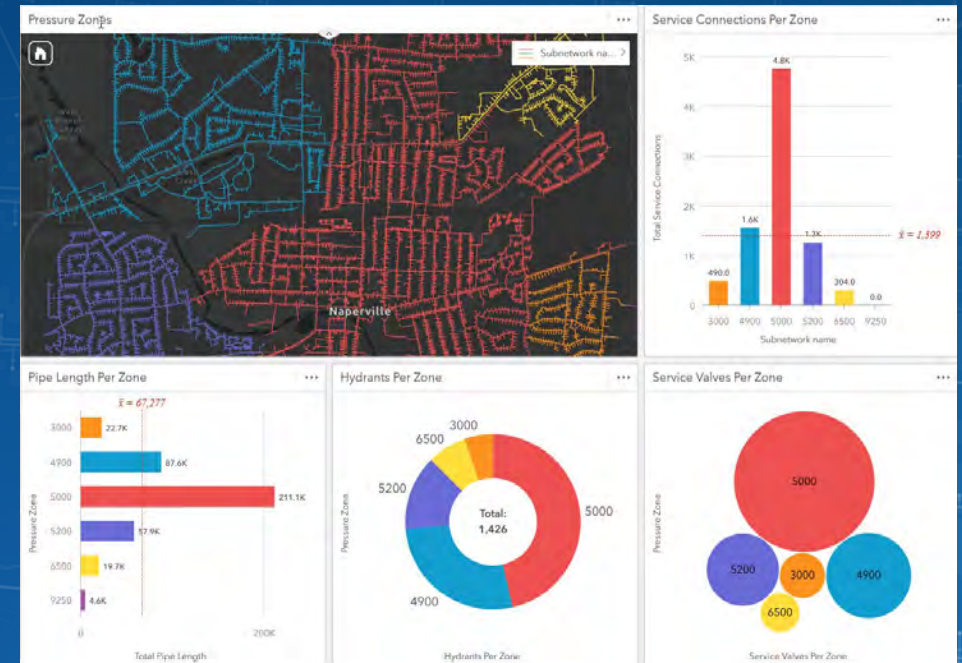 Pressure Zones
Subnetwork na...
Naperville
Service Connections Per Zone
Total Service Connections
5K
4K
3K
2K
1K
0
490.0
1.6K
4.8K
1.3K
304.0
0.0
x̄ = 1,399
3000 4900 5000 5200 6500 9250
Subnetwork name
Pipe Length Per Zone
x̄ = 67,277
Pressure Zone
3000 22.7K
4900 87.6K
5000 211.1K
5200 57.9K
6500 19.7K
9250 4.6K
0 200K
Total Pipe Length
Hydrants Per Zone
Pressure Zone
3000
6500
5200
5000
4900
Total:
1,426
Hydrants Per Zone
Service Valves Per Zone
Pressure Zone
5000
5200
3000
4900
6500
Service Valves Per Zone